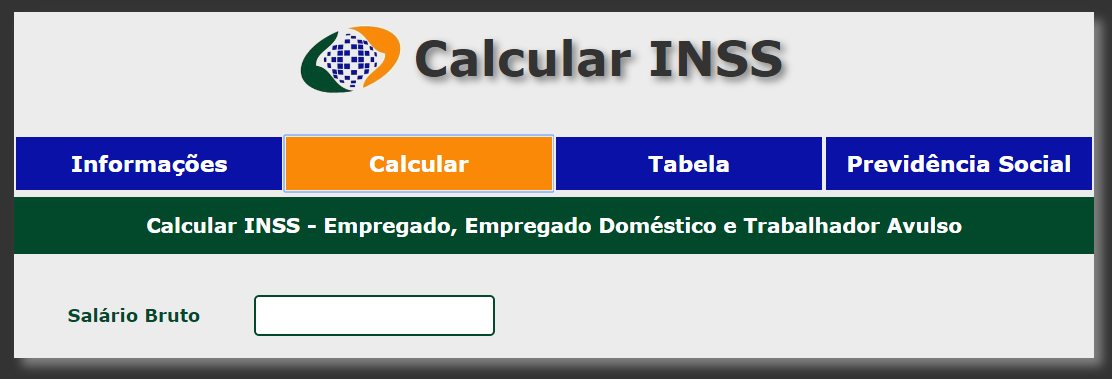 Calcular INSS
Informações Calcular Tabela Previdência Social
Calcular INSS - Empregado, Empregado Doméstico e Trabalhador Avulso
Salário Bruto